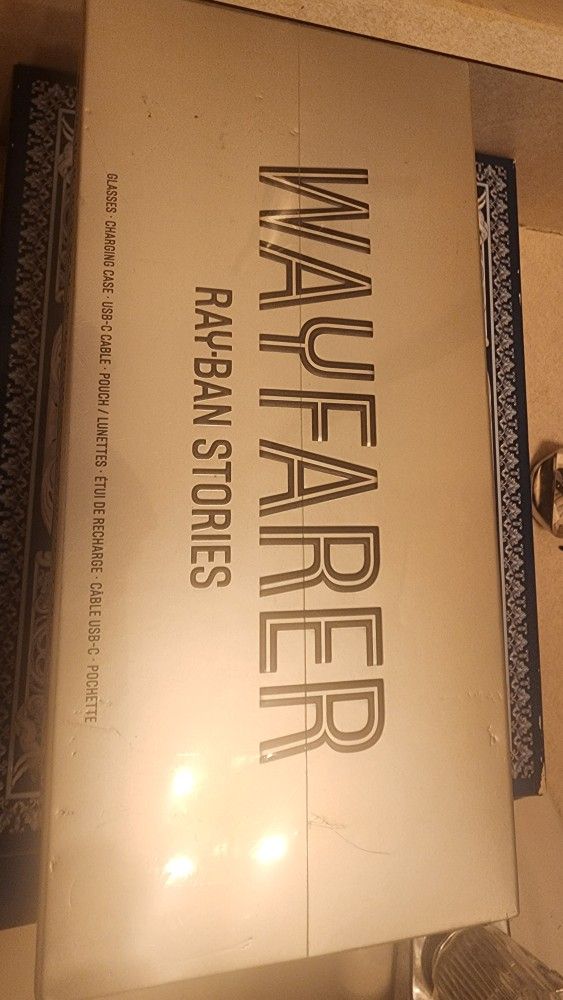 WAYFARER
RAY-BAN STORIES
GLASSES · CHARGING CASE · USB-C CABLE · POUCH / LUNETTES · ÉTUI DE RECHARGE · CÂBLE USB-C · POCHETTE